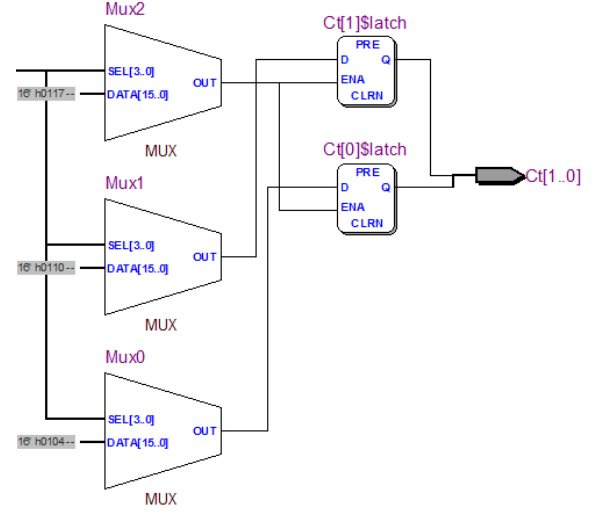 Mux2
SEL[3..0]
16' h0117--
DATA[15..0]
OUT
MUX
Ct[1]$latch
PRE
D
Q
ENA
CLRN
Ct[0]$latch
PRE
D
Q
ENA
CLRN
Ct[1..0]
Mux1
SEL[3..0]
16' h0110--
DATA[15..0]
OUT
MUX
Mux0
SEL[3..0]
16' h0104--
DATA[15..0]
OUT
MUX